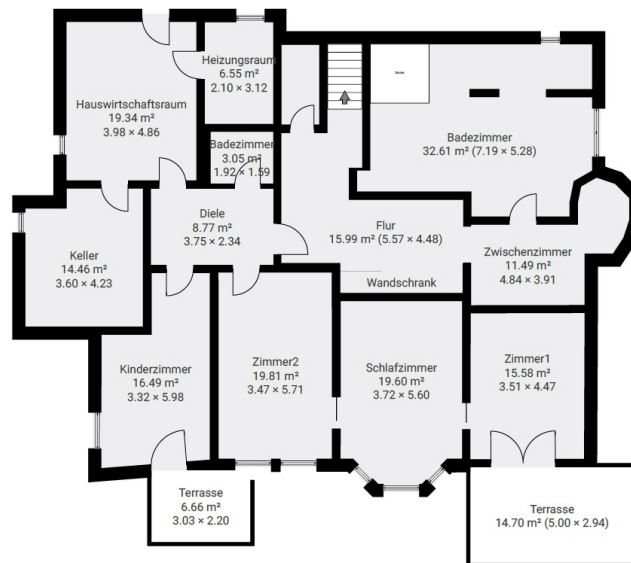 Heizungsraum
6.55 m²
2.10 × 3.12
Hauswirtschaftsraum
19.34 m²
3.98 × 4.86
Badezimmer
32.61 m² (7.19 × 5.28)
Badezimmer
3.05 m²
1.92 × 1.59
Diele
8.77 m²
3.75 × 2.34
Flur
15.99 m² (5.57 × 4.48)
Keller
14.46 m²
3.60 × 4.23
Zwischenzimmer
11.49 m²
4.84 × 3.91
Wandschrank
Kinderzimmer
16.49 m²
3.32 × 5.98
Zimmer2
19.81 m²
3.47 × 5.71
Schlafzimmer
19.60 m²
3.72 × 5.60
Zimmer1
15.58 m²
3.51 × 4.47
Terrasse
6.66 m²
3.03 × 2.20
Terrasse
14.70 m² (5.00 × 2.94)